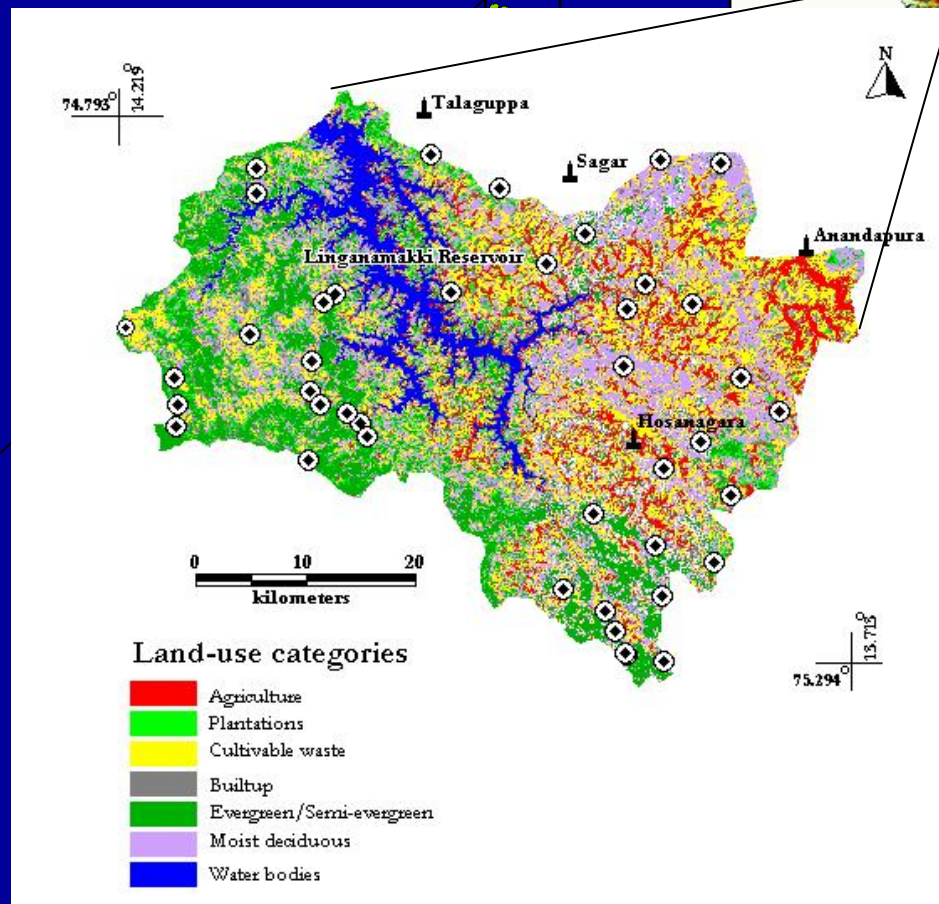 N
74.793°
14.219°
Talaguppa
Sagar
Anandapura
Linganamakki Reservoir
Hosanagara
0 10 20
kilometers
13.713°
75.294°
Land-use categories
Agriculture
Plantations
Cultivable waste
Builtup
Evergreen/Semi-evergreen
Moist deciduous
Water bodies